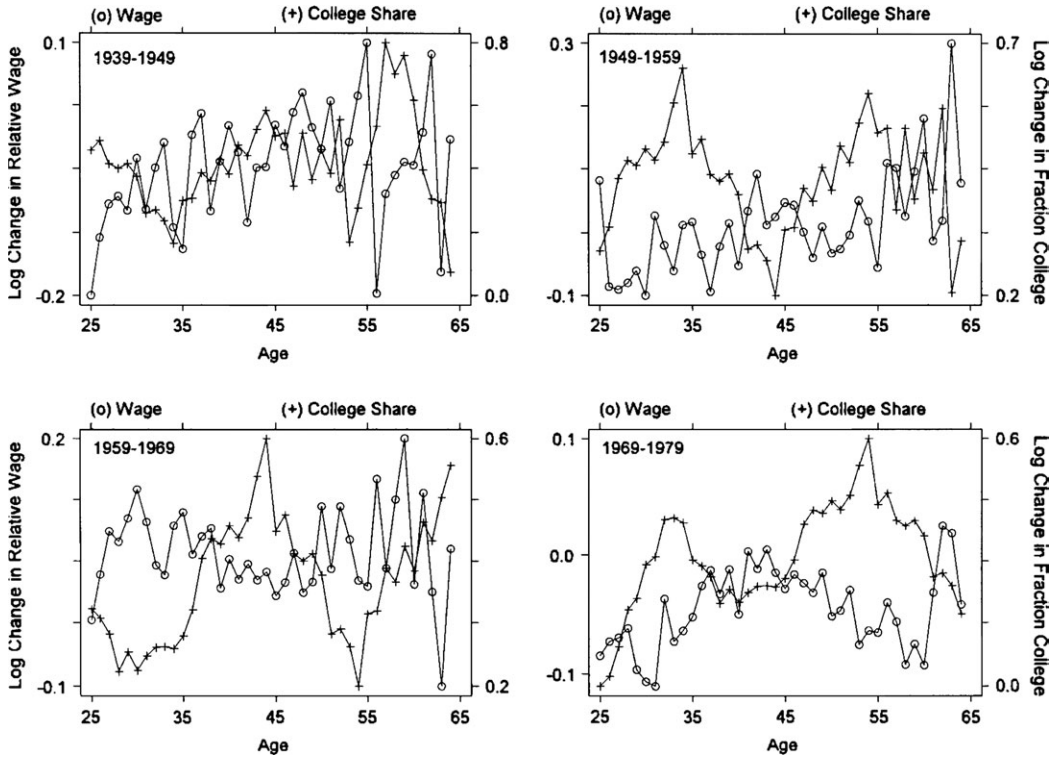 (o) Wage (+) College Share
1939-1949
Log Change in Relative Wage
0.1
-0.2
0.8
0.0
25 35 45 55 65
Age
(o) Wage (+) College Share
1949-1959
0.3
-0.1
0.7
0.2
Log Change in Fraction College
25 35 45 55 65
Age
(o) Wage (+) College Share
1959-1969
Log Change in Relative Wage
0.2
-0.1
0.6
0.2
25 35 45 55 65
Age
(o) Wage (+) College Share
1969-1979
0.1
0.0
-0.1
0.6
0.0
Log Change in Fraction College
25 35 45 55 65
Age